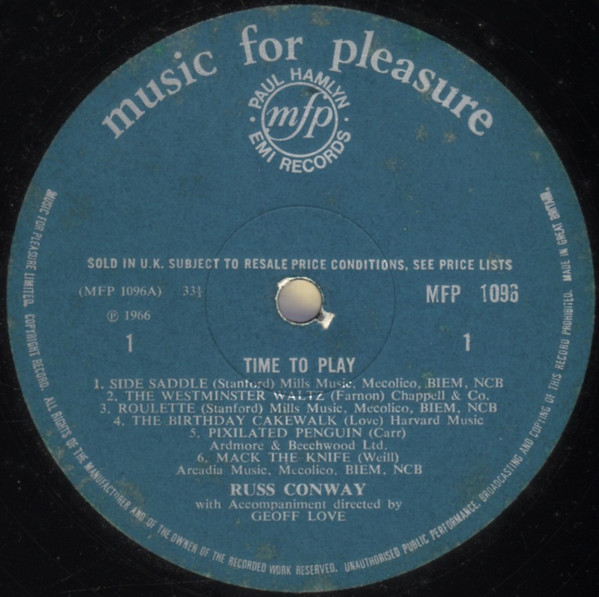 music for pleasure
PAUL HAMLYN
mfp
EMI RECORDS
SOLD IN U.K. SUBJECT TO RESALE PRICE CONDITIONS, SEE PRICE LISTS
(MFP 1096A) 33⅓ MFP 1096
℗ 1966
1 1
TIME TO PLAY
1. SIDE SADDLE (Stanford) Mills Music, Mecolico, BIEM, NCB
2. THE WESTMINSTER WALTZ (Farnon) Chappell & Co.
3. ROULETTE (Stanford) Mills Music, Mecolico, BIEM, NCB
4. THE BIRTHDAY CAKEWALK (Love) Harvard Music
5. PIXILATED PENGUIN (Carr)
Ardmore & Beechwood Ltd.
6. MACK THE KNIFE (Weill)
Arcadia Music, Mecolico, BIEM, NCB
RUSS CONWAY
with Accompaniment directed by
GEOFF LOVE
MUSIC FOR PLEASURE LIMITED. COPYRIGHT RECORD. ALL RIGHTS OF THE MANUFACTURER AND OF THE OWNER OF THE RECORDED WORK RESERVED. UNAUTHORISED PUBLIC PERFORMANCE, BROADCASTING AND COPYING OF THIS RECORD PROHIBITED. MADE IN GREAT BRITAIN.